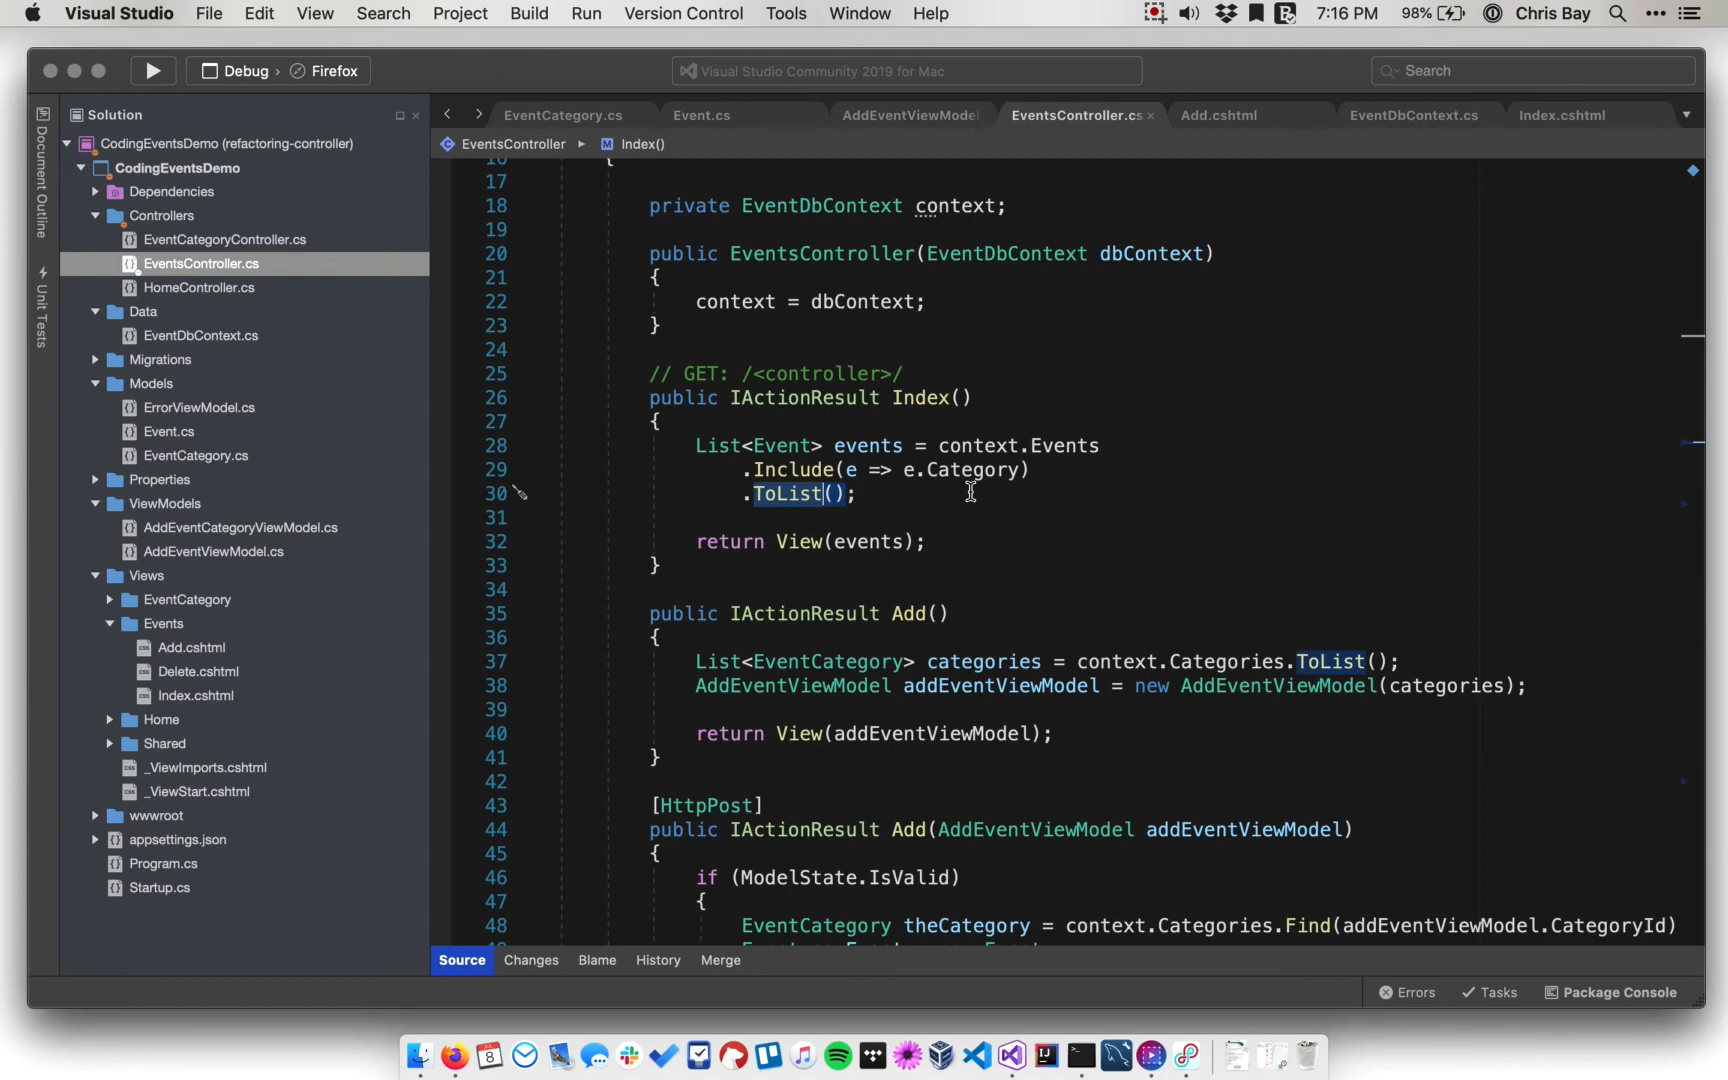 Visual Studio File Edit View Search Project Build Run Version Control Tools Window Help 7:16 PM 98% Chris Bay
Debug › Firefox Visual Studio Community 2019 for Mac Search
Document Outline
Unit Tests
Solution
CodingEventsDemo (refactoring-controller)
CodingEventsDemo
Dependencies
Controllers
EventCategoryController.cs
EventsController.cs
HomeController.cs
Data
EventDbContext.cs
Migrations
Models
ErrorViewModel.cs
Event.cs
EventCategory.cs
Properties
ViewModels
AddEventCategoryViewModel.cs
AddEventViewModel.cs
Views
EventCategory
Events
Add.cshtml
Delete.cshtml
Index.cshtml
Home
Shared
_ViewImports.cshtml
_ViewStart.cshtml
wwwroot
appsettings.json
Program.cs
Startup.cs
EventCategory.cs Event.cs AddEventViewModel EventsController.cs Add.cshtml EventDbContext.cs Index.cshtml
EventsController Index()
16 {
17
18 private EventDbContext context;
19
20 public EventsController(EventDbContext dbContext)
21 {
22 context = dbContext;
23 }
24
25 // GET: /<controller>/
26 public IActionResult Index()
27 {
28 List<Event> events = context.Events
29 .Include(e => e.Category)
30 .ToList();
31
32 return View(events);
33 }
34
35 public IActionResult Add()
36 {
37 List<EventCategory> categories = context.Categories.ToList();
38 AddEventViewModel addEventViewModel = new AddEventViewModel(categories);
39
40 return View(addEventViewModel);
41 }
42
43 [HttpPost]
44 public IActionResult Add(AddEventViewModel addEventViewModel)
45 {
46 if (ModelState.IsValid)
47 {
48 EventCategory theCategory = context.Categories.Find(addEventViewModel.CategoryId)
Source Changes Blame History Merge
Errors Tasks Package Console
8